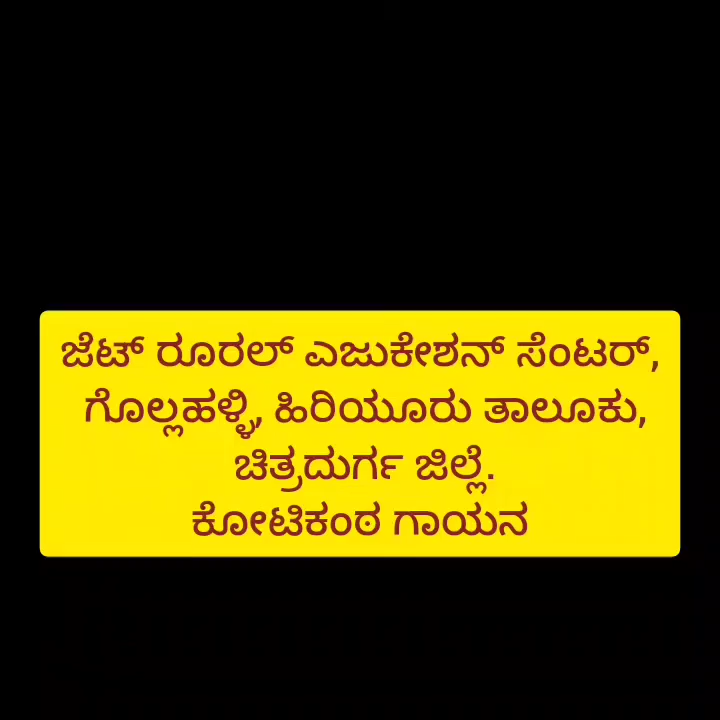 ಜೆಟ್ ರೂರಲ್ ಎಜುಕೇಶನ್ ಸೆಂಟರ್,
ಗೊಲ್ಲಹಳ್ಳಿ, ಹಿರಿಯೂರು ತಾಲೂಕು,
ಚಿತ್ರದುರ್ಗ ಜಿಲ್ಲೆ.
ಕೋಟಿಕಂಠ ಗಾಯನ